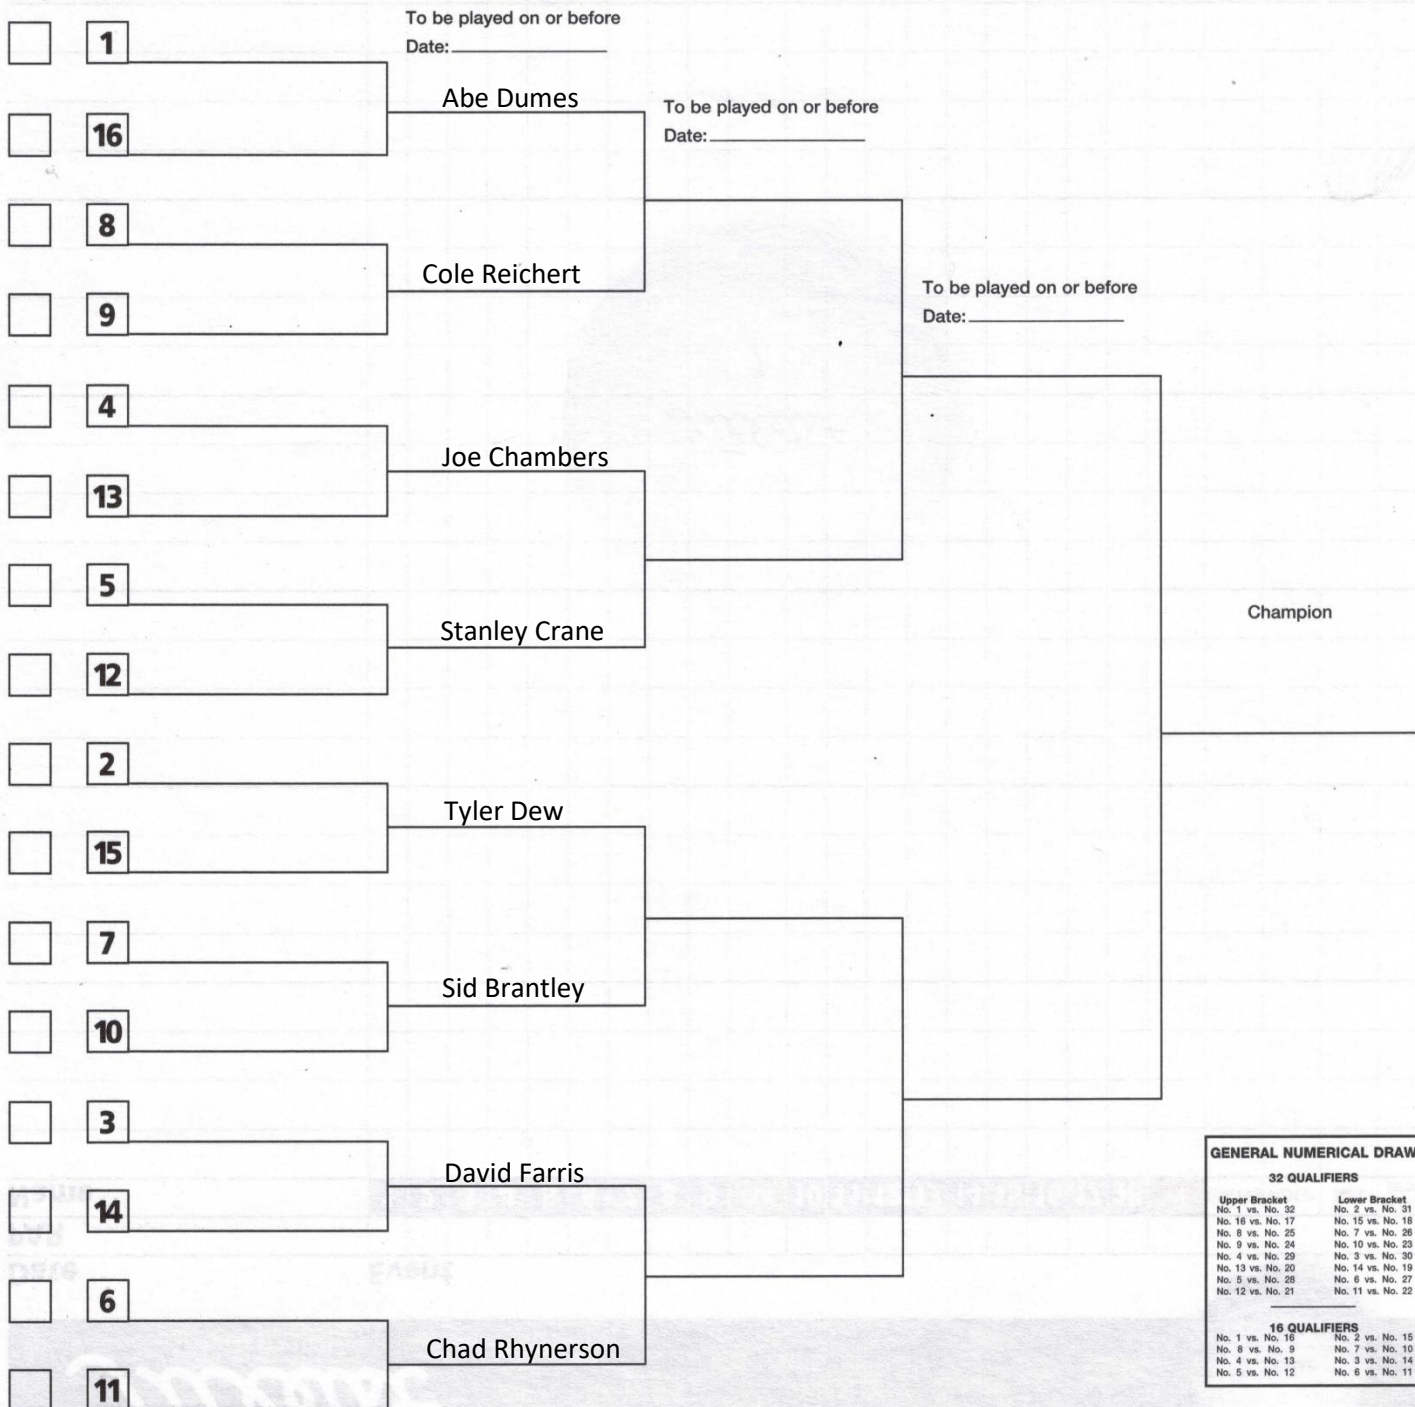 To be played on or before
Date:
1
Abe Dumes
To be played on or before
Date:
16
8
Cole Reichert
9
To be played on or before
Date:
4
Joe Chambers
13
5
Stanley Crane
Champion
12
2
Tyler Dew
15
7
Sid Brantley
10
3
David Farris
14
6
Chad Rhynerson
11
GENERAL NUMERICAL DRAW
32 QUALIFIERS
Upper Bracket Lower Bracket
No. 1 vs. No. 32 No. 2 vs. No. 31
No. 16 vs. No. 17 No. 15 vs. No. 18
No. 8 vs. No. 25 No. 7 vs. No. 26
No. 9 vs. No. 24 No. 10 vs. No. 23
No. 4 vs. No. 29 No. 3 vs. No. 30
No. 13 vs. No. 20 No. 14 vs. No. 19
No. 5 vs. No. 28 No. 6 vs. No. 27
No. 12 vs. No. 21 No. 11 vs. No. 22
16 QUALIFIERS
No. 1 vs. No. 16 No. 2 vs. No. 15
No. 8 vs. No. 9 No. 7 vs. No. 10
No. 4 vs. No. 13 No. 3 vs. No. 14
No. 5 vs. No. 12 No. 6 vs. No. 11
Name
PAR
Date Event